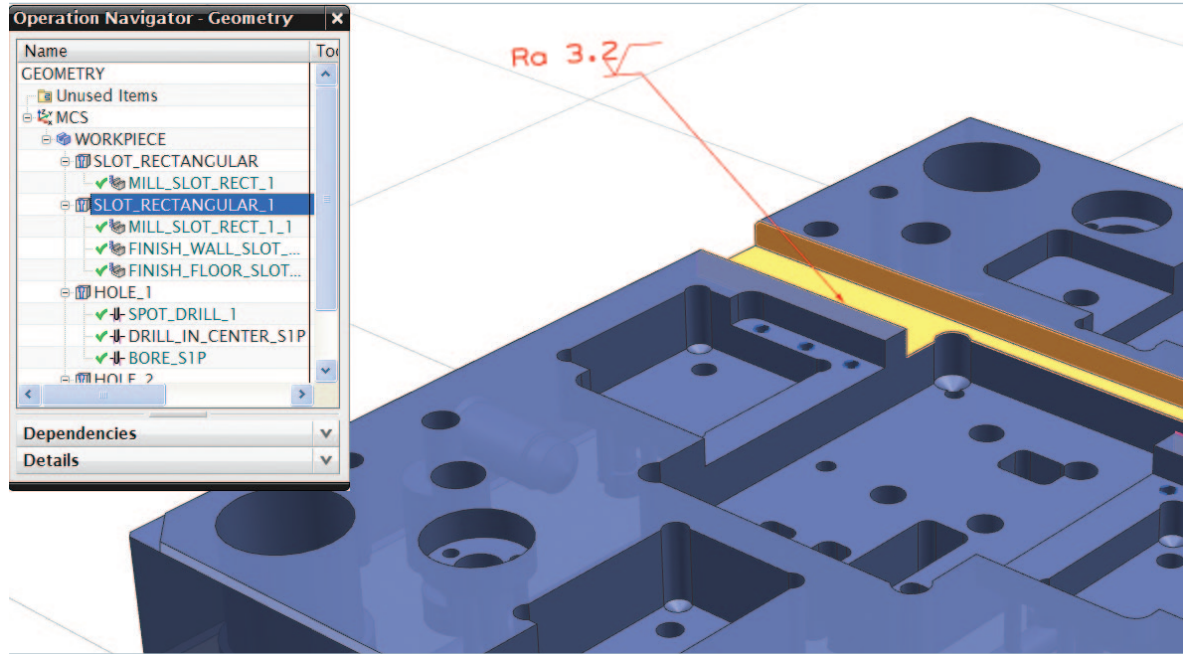 Operation Navigator - Geometry
Name
GEOMETRY
Unused Items
MCS
WORKPIECE
SLOT_RECTANGULAR
MILL_SLOT_RECT_1
SLOT_RECTANGULAR_1
MILL_SLOT_RECT_1_1
FINISH_WALL_SLOT_...
FINISH_FLOOR_SLOT...
HOLE_1
SPOT_DRILL_1
DRILL_IN_CENTER_S1P
BORE_S1P
HOLE_2
Dependencies
Details
Ra 3.2